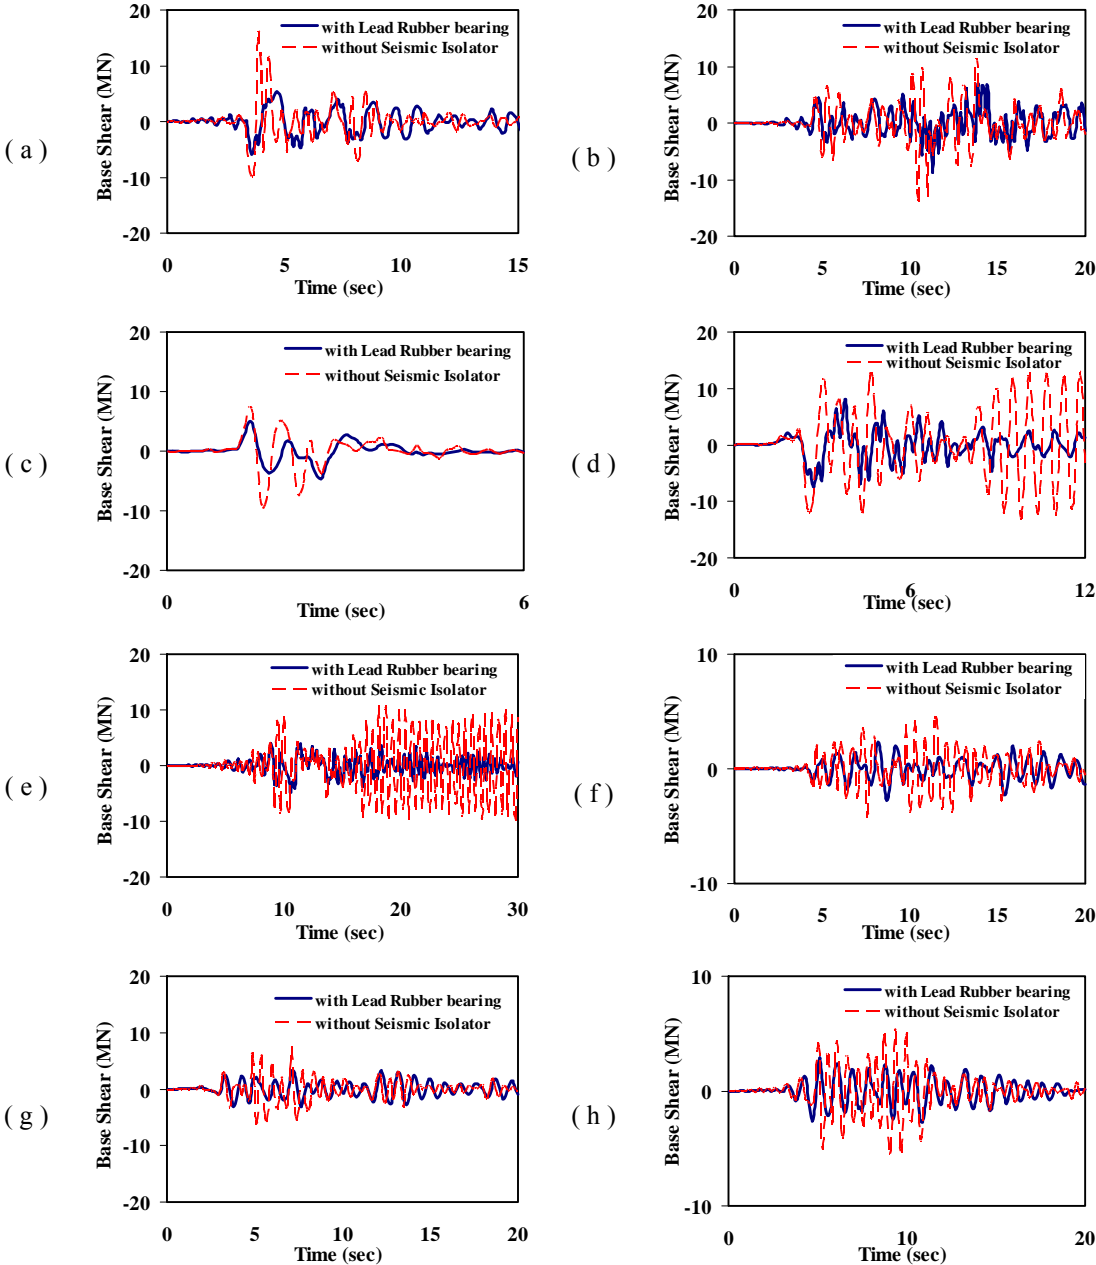 ( a )
Base Shear (MN)
20
10
0
-10
-20
with Lead Rubber bearing
without Seismic Isolator
0 5 10 15
Time (sec)
( b )
Base Shear (MN)
20
10
0
-10
-20
with Lead Rubber bearing
without Seismic Isolator
0 5 10 15 20
Time (sec)
( c )
Base Shear (MN)
20
10
0
-10
-20
with Lead Rubber bearing
without Seismic Isolator
0 6
Time (sec)
( d )
Base Shear (MN)
20
10
0
-10
-20
with Lead Rubber bearing
without Seismic Isolator
0 6 12
Time (sec)
( e )
Base Shear (MN)
20
10
0
-10
-20
with Lead Rubber bearing
without Seismic Isolator
0 10 20 30
Time (sec)
( f )
Base Shear (MN)
10
0
-10
with Lead Rubber bearing
without Seismic Isolator
0 5 10 15 20
Time (sec)
( g )
Base Shear (MN)
20
10
0
-10
-20
with Lead Rubber bearing
without Seismic Isolator
0 5 10 15 20
Time (sec)
( h )
Base Shear (MN)
10
0
-10
with Lead Rubber bearing
without Seismic Isolator
0 10 20
Time (sec)